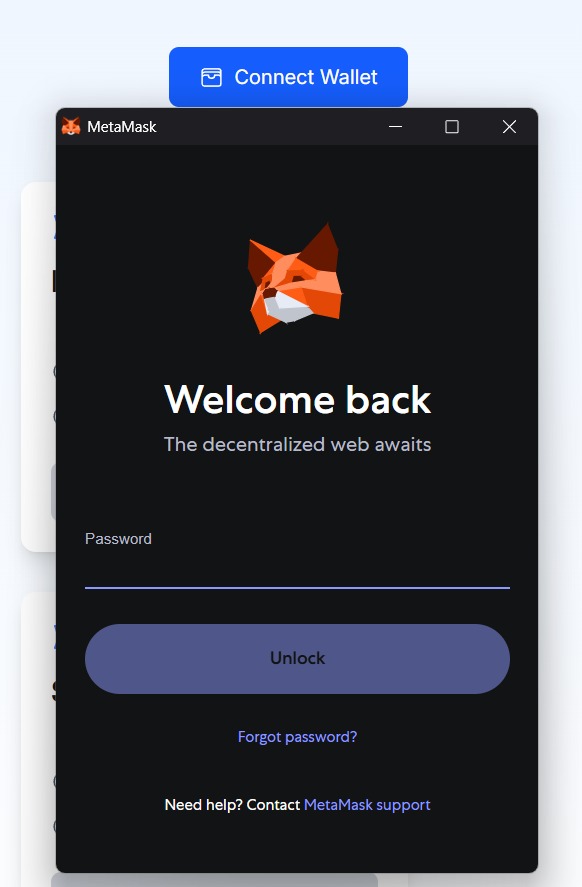 Connect Wallet
MetaMask
Welcome back
The decentralized web awaits
Password
Unlock
Forgot password?
Need help? Contact MetaMask support